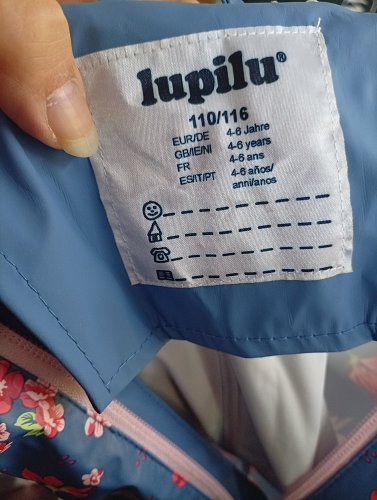 lupilu®
110/116
EUR/DE 4-6 Jahre
GB/IE/NI 4-6 years
FR 4-6 ans
ES/IT/PT 4-6 años/
anni/anos